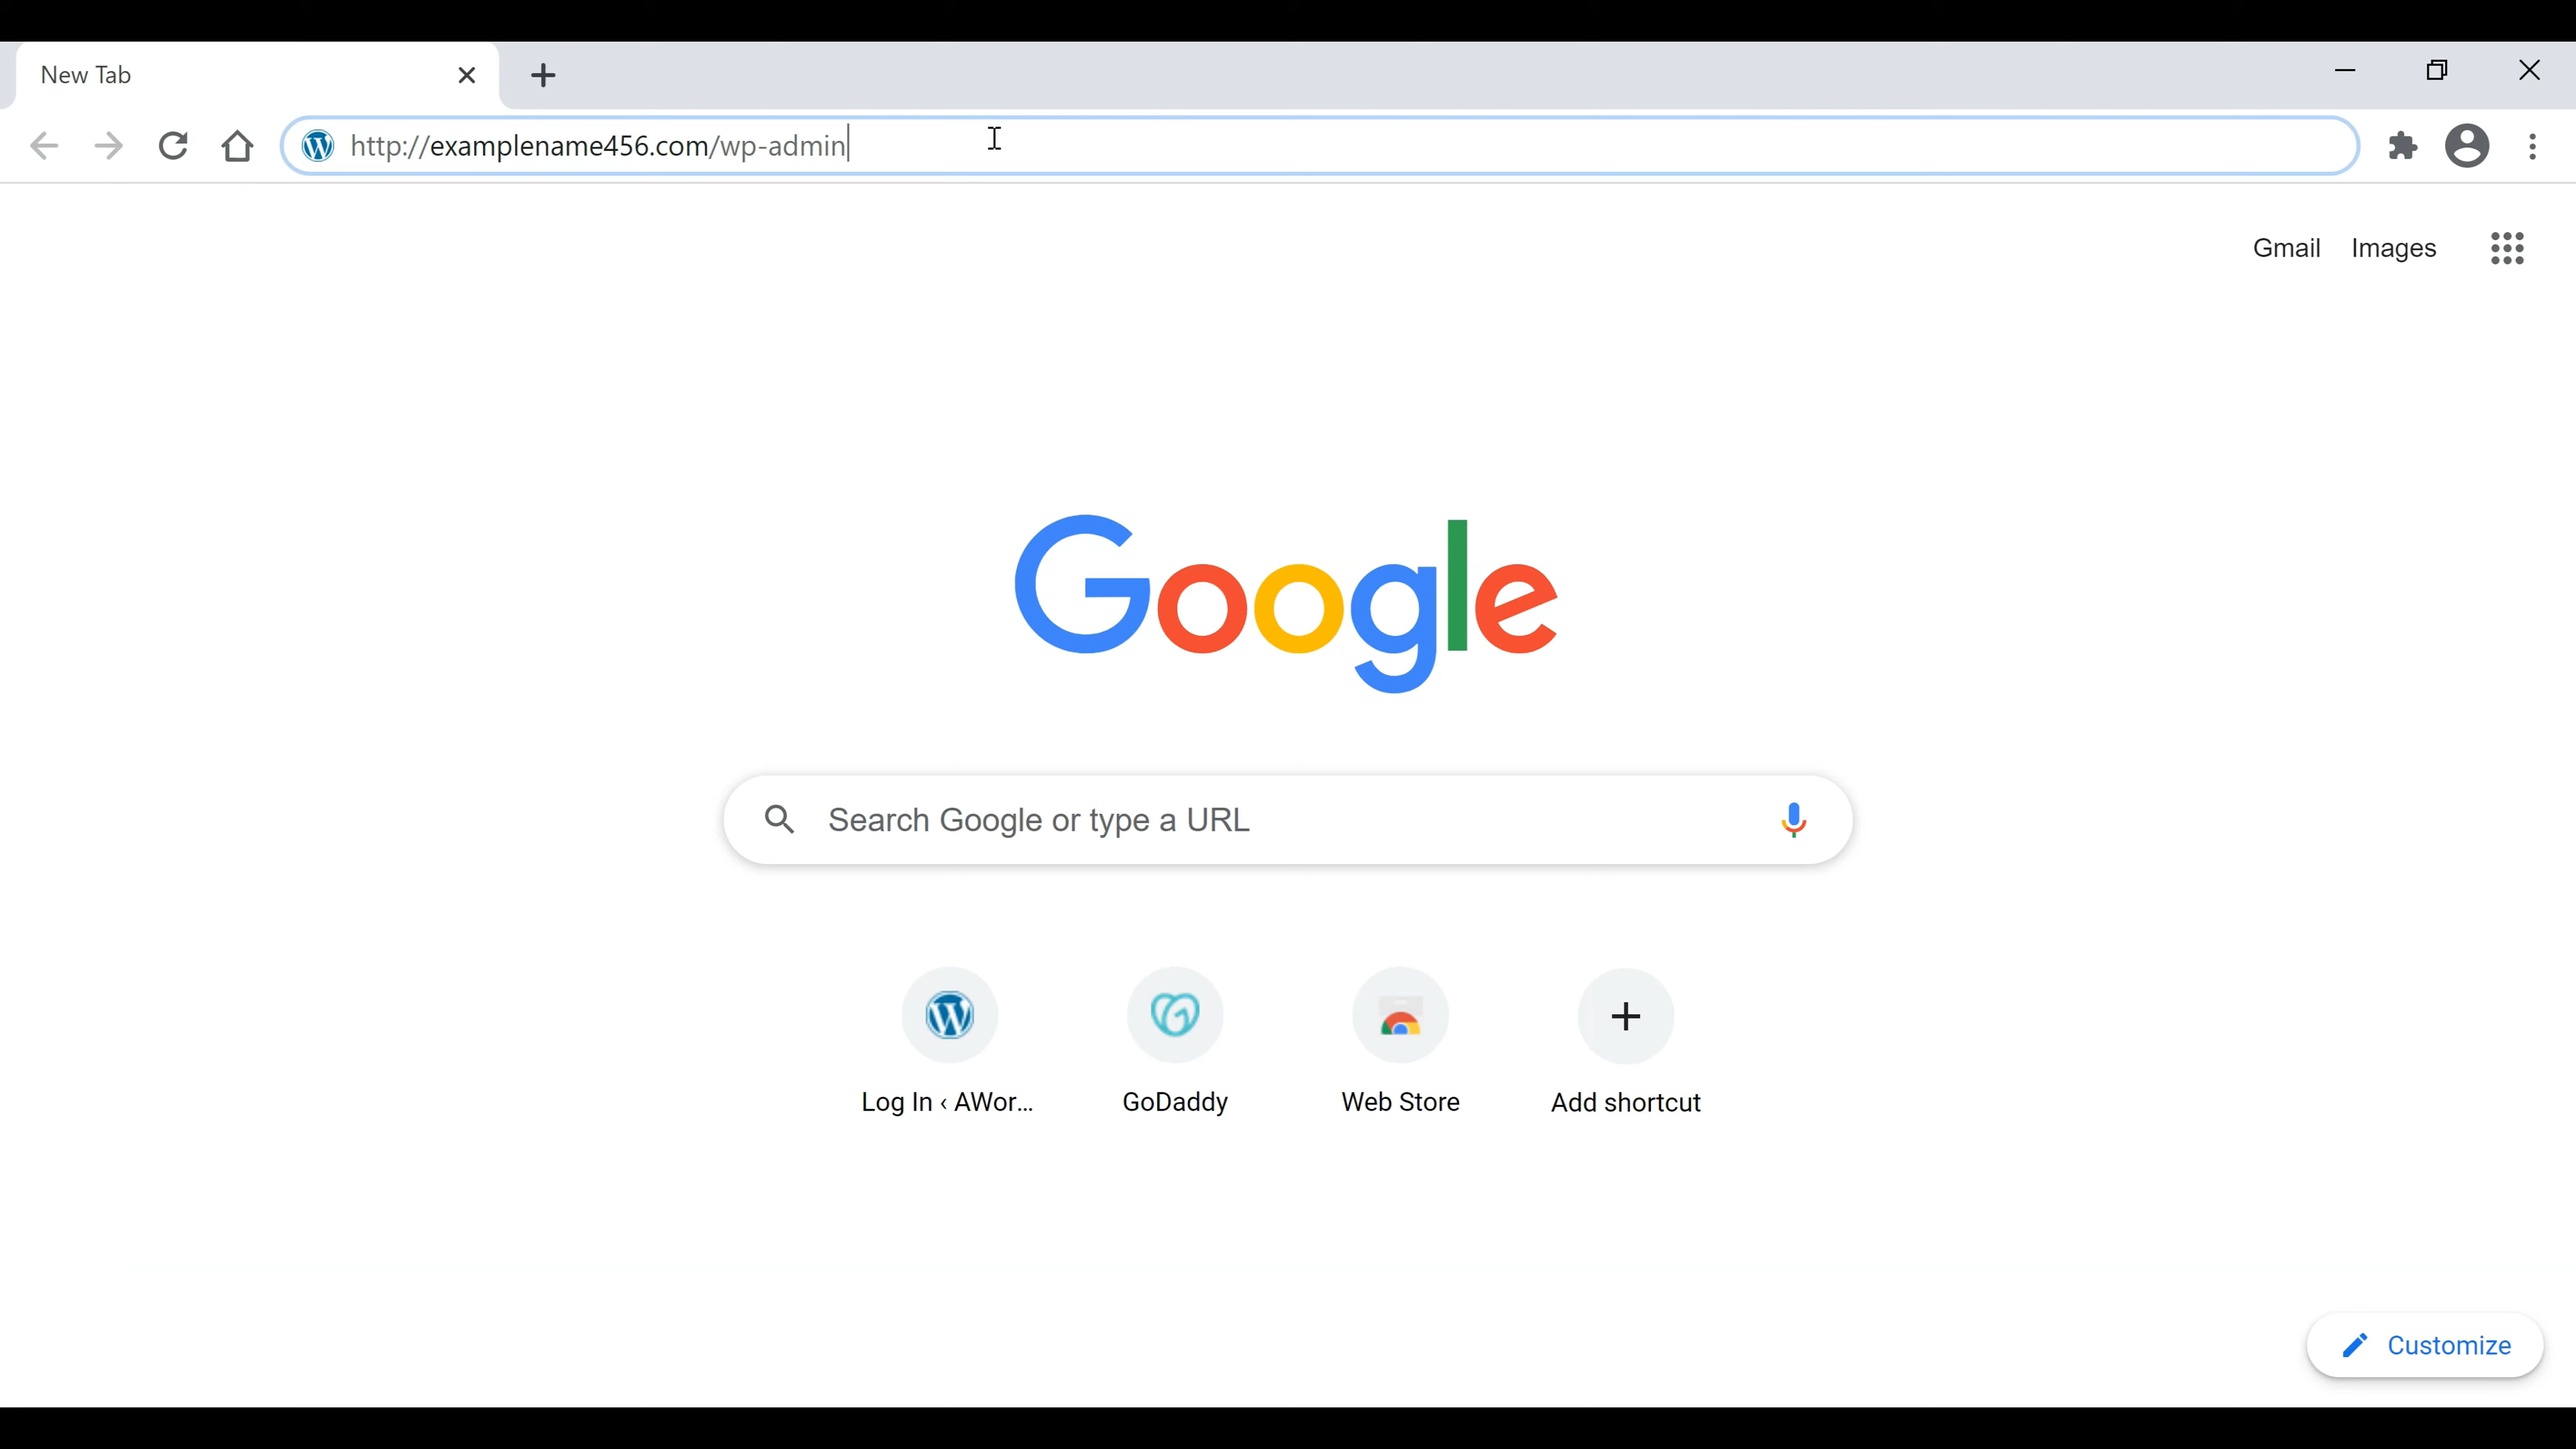 New Tab
http://examplename456.com/wp-admin
Gmail Images
Google
Search Google or type a URL
Log In ‹ AWor... GoDaddy Web Store Add shortcut
Customize